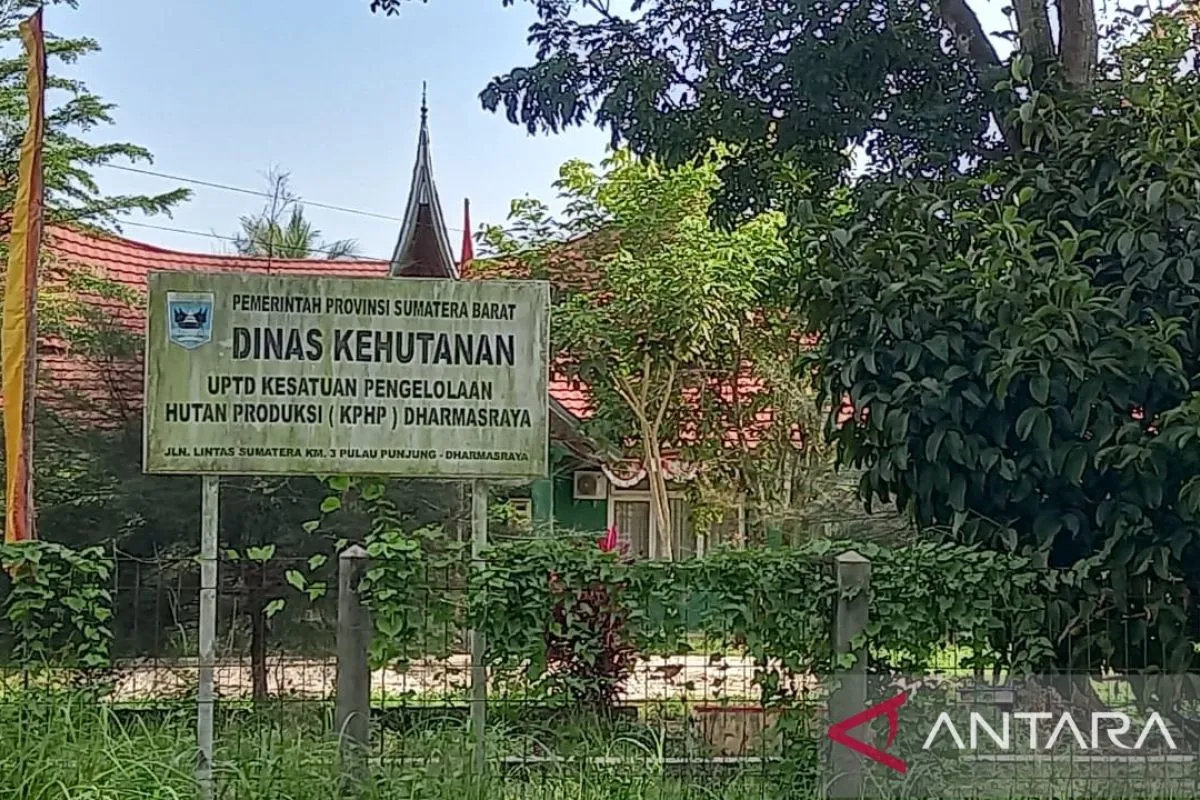 PEMERINTAH PROVINSI SUMATERA BARAT
DINAS KEHUTANAN
UPTD KESATUAN PENGELOLAAN
HUTAN PRODUKSI ( KPHP ) DHARMASRAYA
JLN. LINTAS SUMATERA KM. 3 PULAU PUNJUNG - DHARMASRAYA
ANTARA